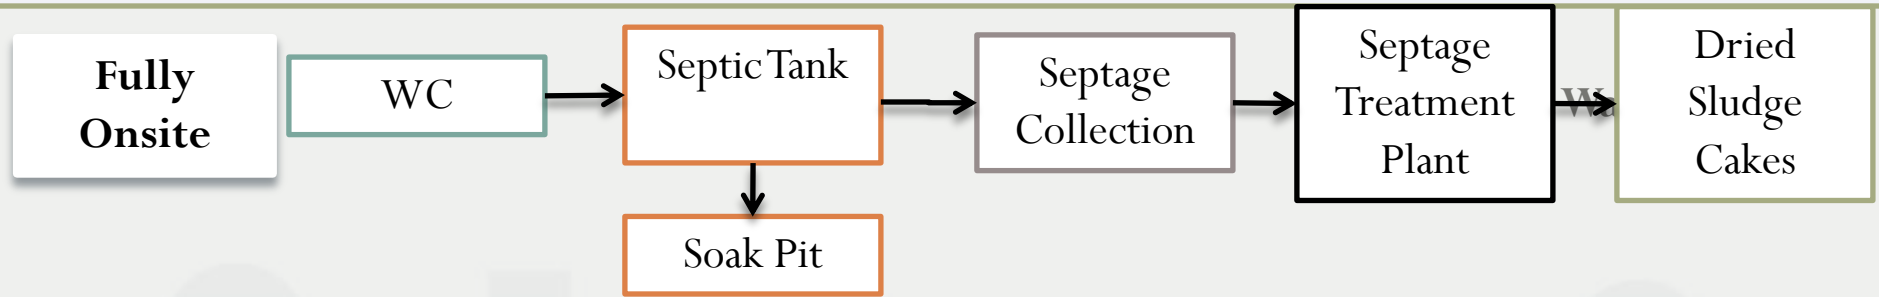 Fully
Onsite
WC
Septic Tank
Soak Pit
Septage
Collection
Septage
Treatment
Plant
Dried
Sludge
Cakes